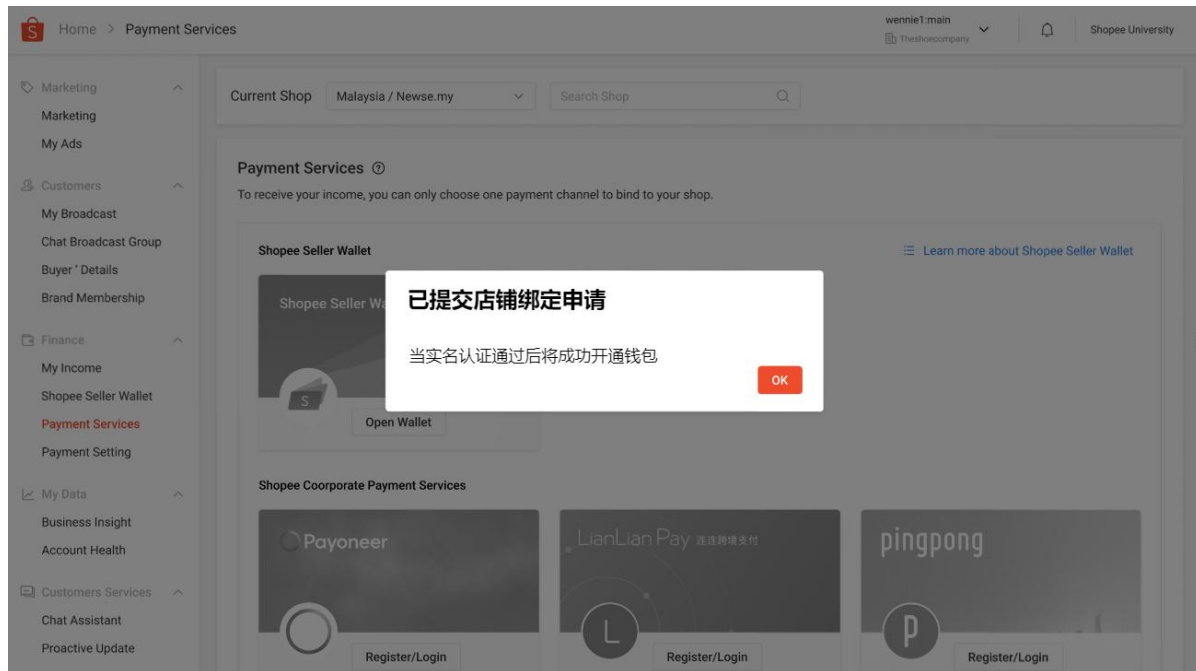 S
Home > Payment Services
wennie1:main
Theshoecompany
Shopee University
Marketing
Marketing
My Ads
Customers
My Broadcast
Chat Broadcast Group
Buyer ' Details
Brand Membership
Finance
My Income
Shopee Seller Wallet
Payment Services
Payment Setting
My Data
Business Insight
Account Health
Customers Services
Chat Assistant
Proactive Update
Current Shop
Malaysia / Newse.my
Search Shop
Payment Services ?
To receive your income, you can only choose one payment channel to bind to your shop.
Shopee Seller Wallet
Learn more about Shopee Seller Wallet
Shopee Seller Wa
S
Open Wallet
已提交店铺绑定申请
当实名认证通过后将成功开通钱包
OK
Shopee Coorporate Payment Services
Payoneer
Register/Login
LianLian Pay 连连跨境支付
L
Register/Login
pingpong
P
Register/Login